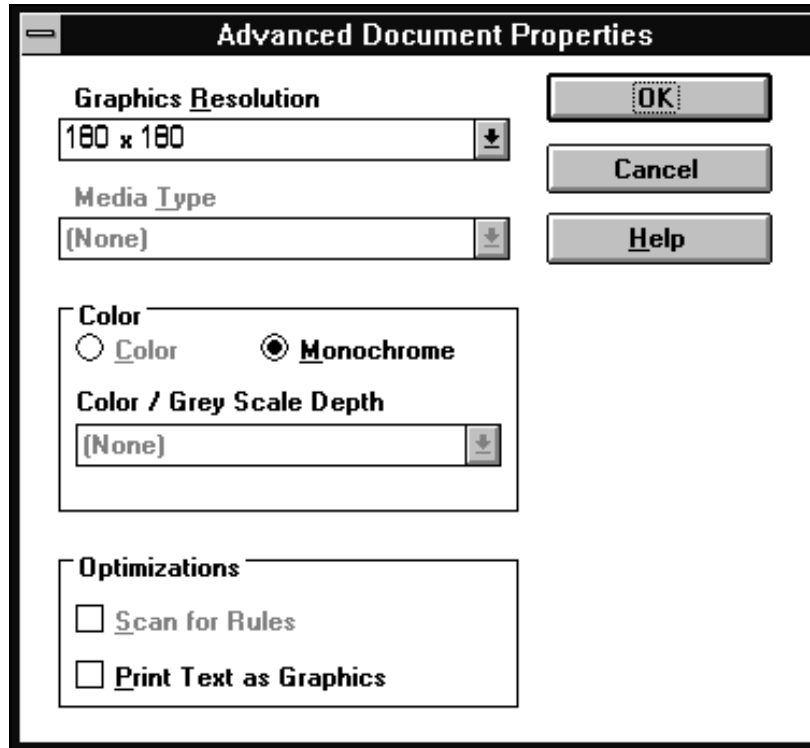 Advanced Document Properties
Graphics Resolution
180 x 180
Media Type
(None)
OK
Cancel
Help
Color
Color Monochrome
Color / Grey Scale Depth
(None)
Optimizations
Scan for Rules
Print Text as Graphics